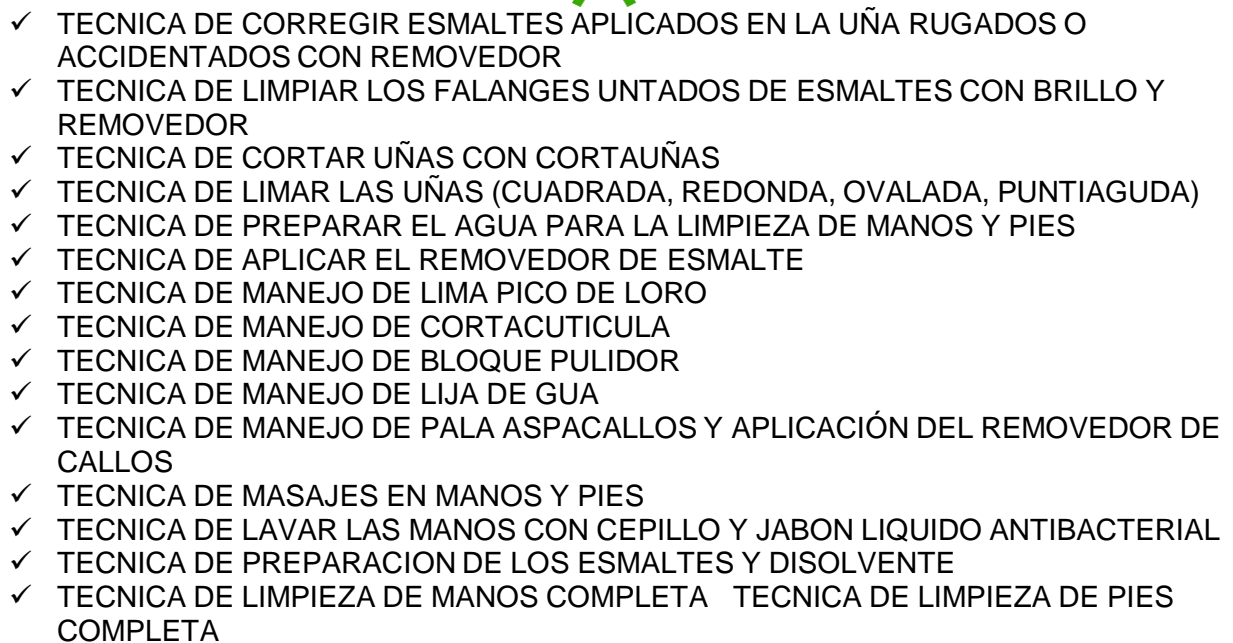 ✓ TECNICA DE CORREGIR ESMALTES APLICADOS EN LA UÑA RUGADOS O
ACCIDENTADOS CON REMOVEDOR
✓ TECNICA DE LIMPIAR LOS FALANGES UNTADOS DE ESMALTES CON BRILLO Y
REMOVEDOR
✓ TECNICA DE CORTAR UÑAS CON CORTAUÑAS
✓ TECNICA DE LIMAR LAS UÑAS (CUADRADA, REDONDA, OVALADA, PUNTIAGUDA)
✓ TECNICA DE PREPARAR EL AGUA PARA LA LIMPIEZA DE MANOS Y PIES
✓ TECNICA DE APLICAR EL REMOVEDOR DE ESMALTE
✓ TECNICA DE MANEJO DE LIMA PICO DE LORO
✓ TECNICA DE MANEJO DE CORTACUTICULA
✓ TECNICA DE MANEJO DE BLOQUE PULIDOR
✓ TECNICA DE MANEJO DE LIJA DE GUA
✓ TECNICA DE MANEJO DE PALA ASPACALLOS Y APLICACIÓN DEL REMOVEDOR DE
CALLOS
✓ TECNICA DE MASAJES EN MANOS Y PIES
✓ TECNICA DE LAVAR LAS MANOS CON CEPILLO Y JABON LIQUIDO ANTIBACTERIAL
✓ TECNICA DE PREPARACION DE LOS ESMALTES Y DISOLVENTE
✓ TECNICA DE LIMPIEZA DE MANOS COMPLETA TECNICA DE LIMPIEZA DE PIES
COMPLETA